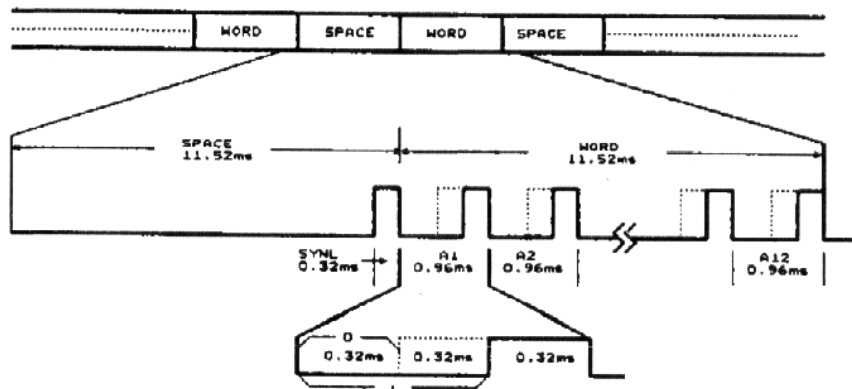 WORD SPACE WORD SPACE
SPACE
11.52ms
WORD
11.52ms
SYNL
0.32ms
A1
0.96ms
A2
0.96ms
A12
0.96ms
0
0.32ms 0.32ms 0.32ms